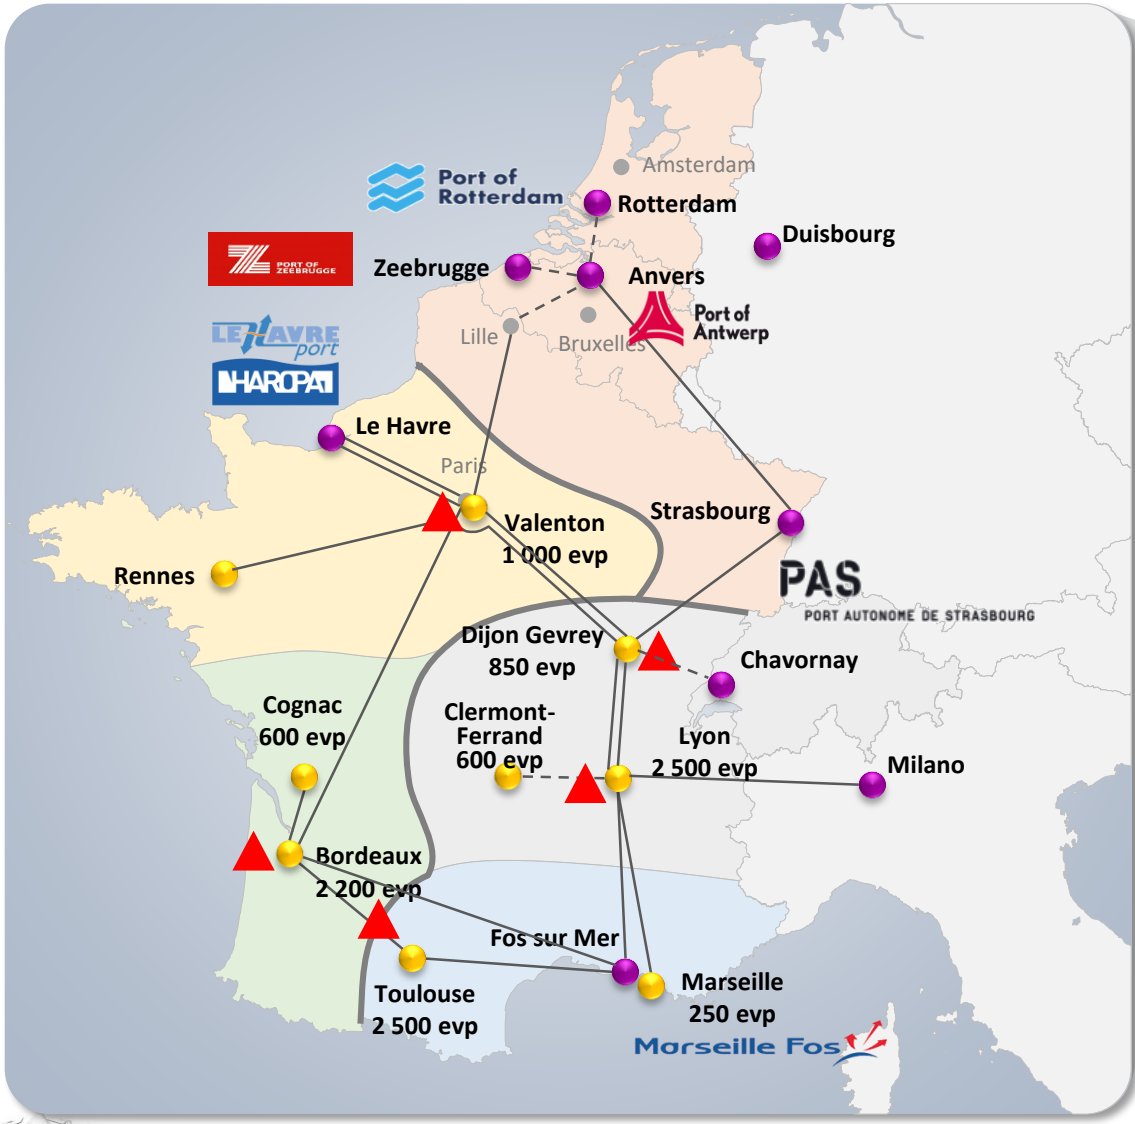 Amsterdam
Port of
Rotterdam
Rotterdam
Duisbourg
PORT OF
ZEEBRUGGE
Zeebrugge
Anvers
Port of
Antwerp
Lille
Bruxelles
LE HAVRE
port
HAROPA
Le Havre
Paris
Strasbourg
Valenton
1 000 evp
Rennes
PAS
PORT AUTONOME DE STRASBOURG
Dijon Gevrey
850 evp
Chavornay
Cognac
600 evp
Clermont-
Ferrand
600 evp
Lyon
2 500 evp
Milano
Bordeaux
2 200 evp
Fos sur Mer
Toulouse
2 500 evp
Marseille
250 evp
Marseille Fos